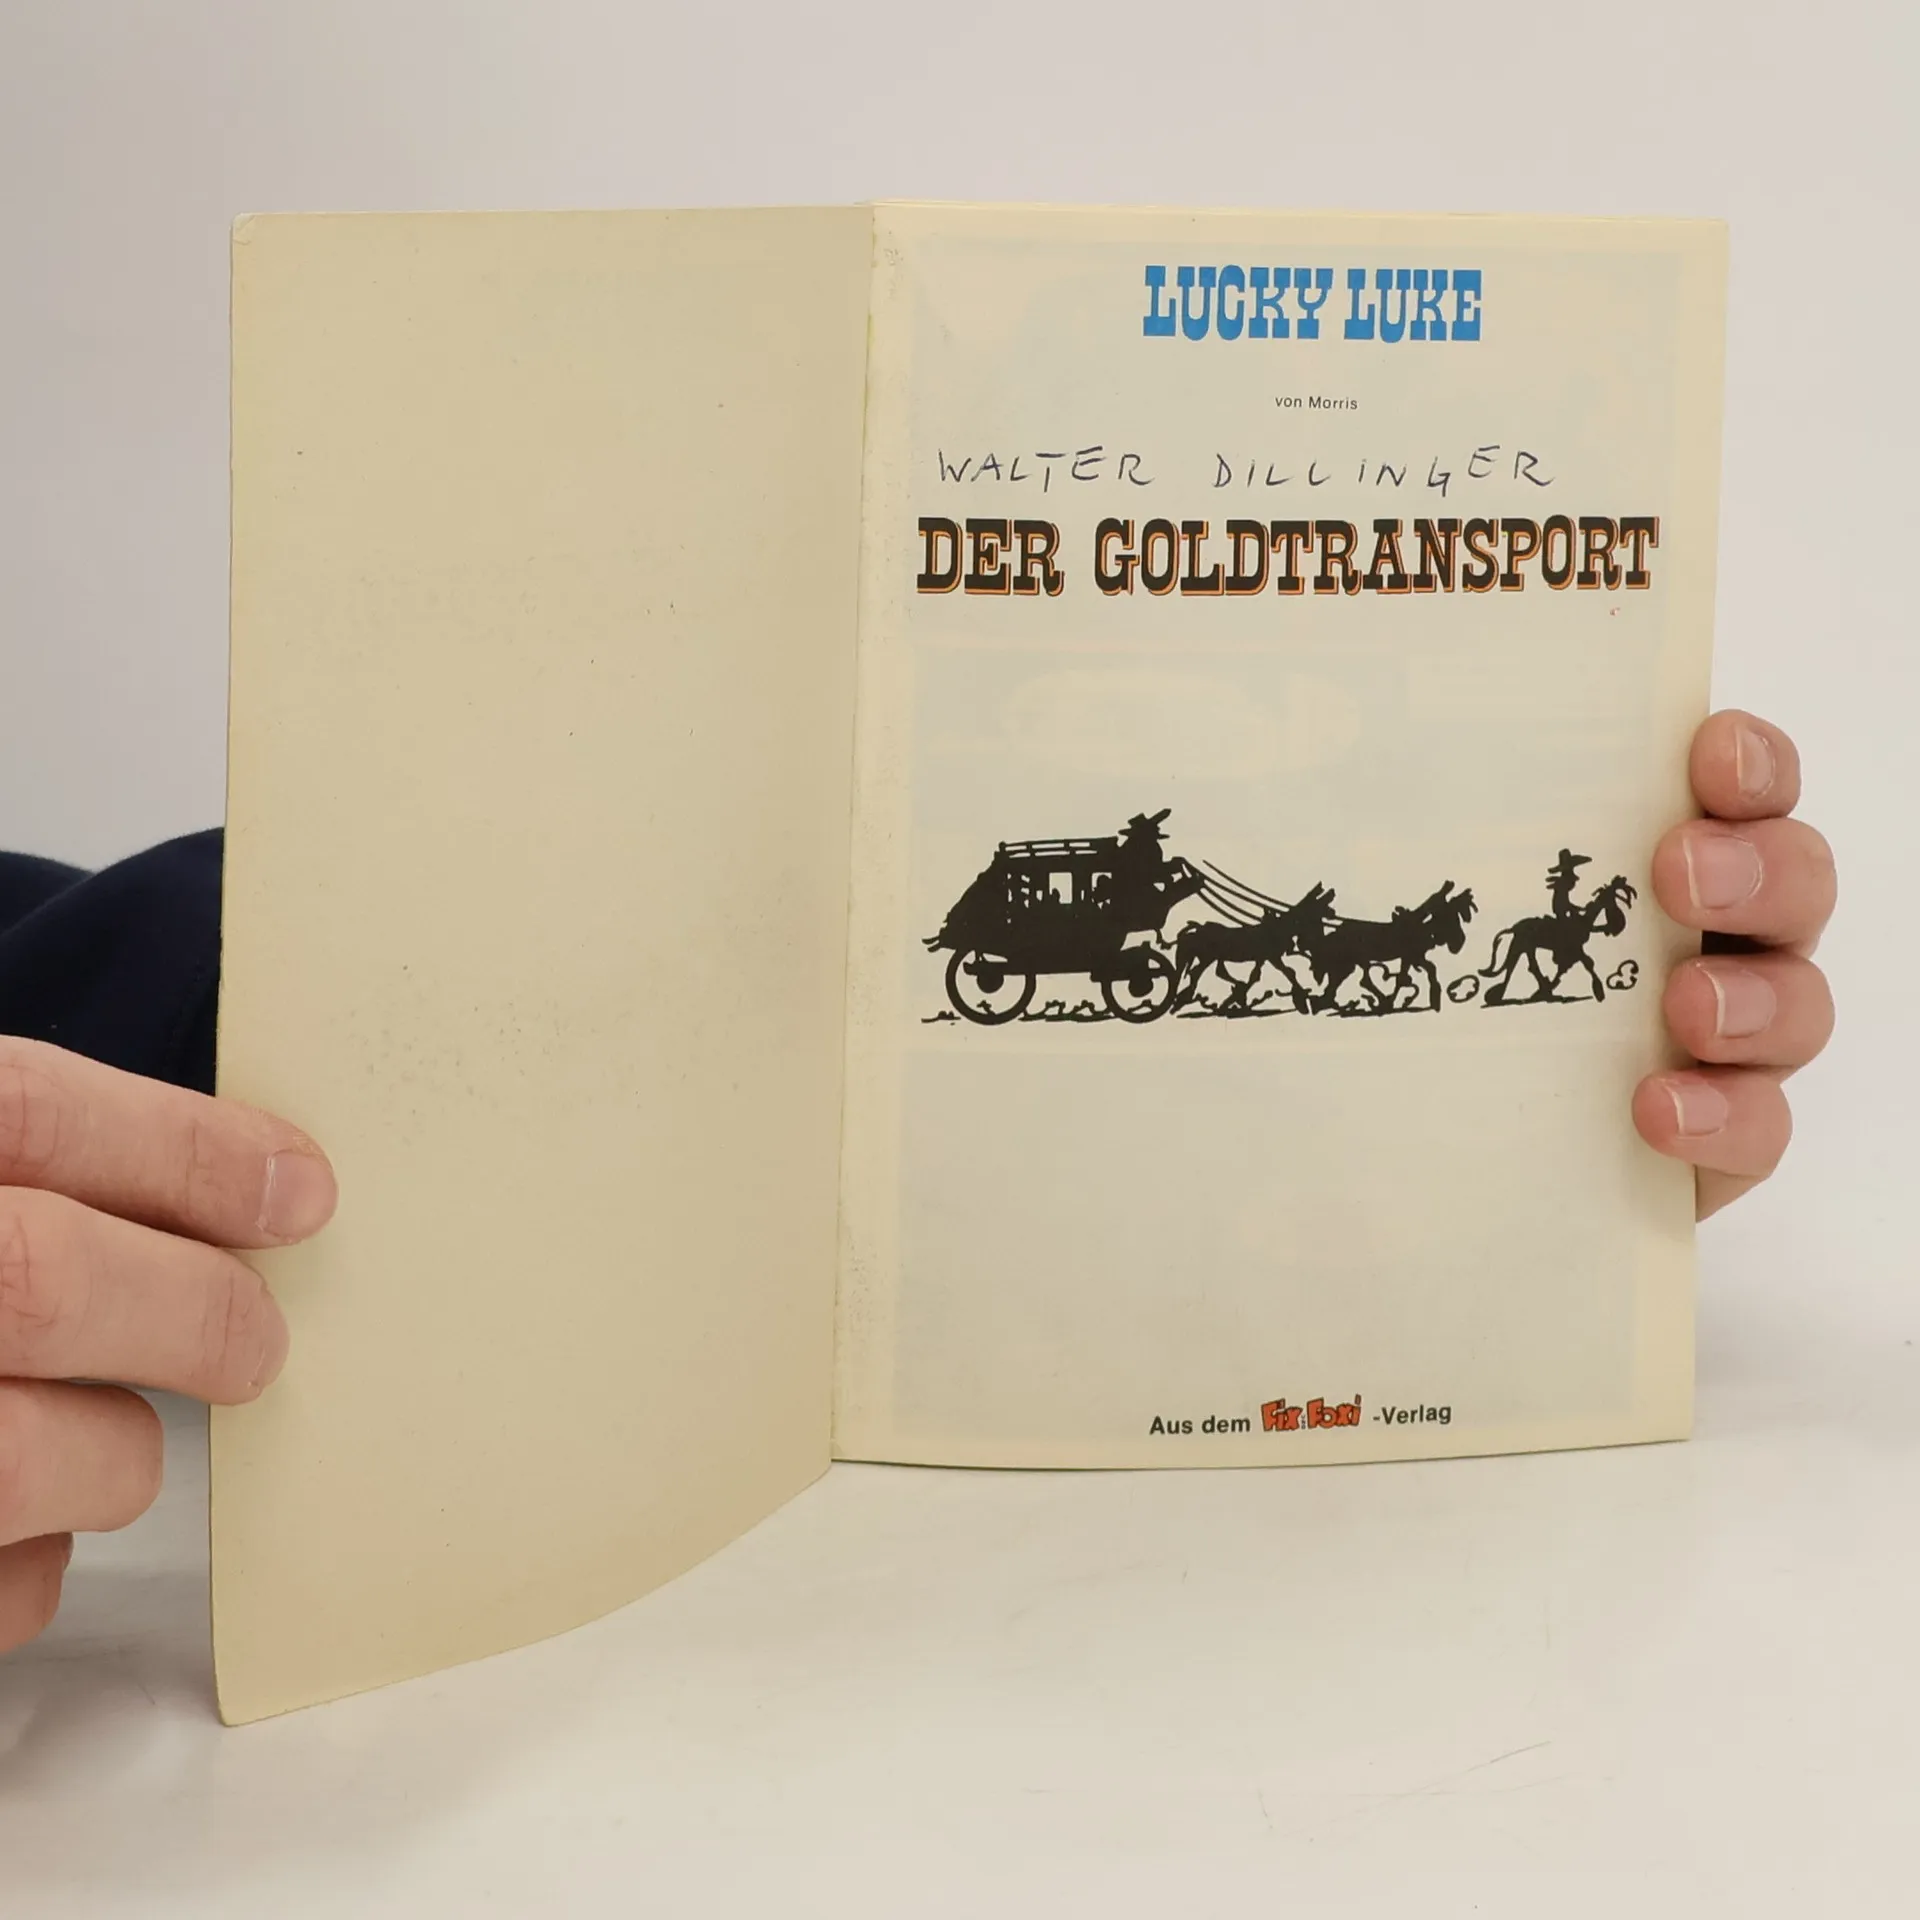 LUCKY LUKE
von Morris
WALTER DILLINGER
DER GOLDTRANSPORT
Aus dem Fix und Foxi -Verlag